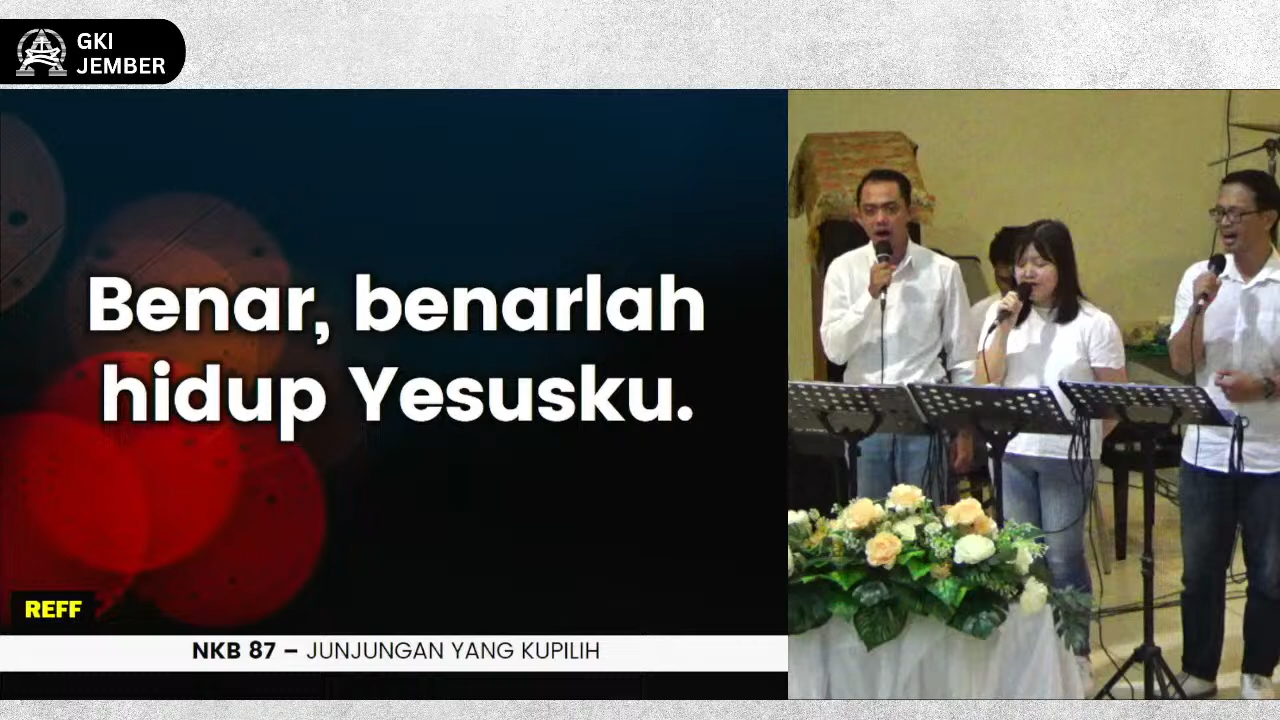 GKI
JEMBER
Benar, benarlah
hidup Yesusku.
REFF
NKB 87 – JUNJUNGAN YANG KUPILIH